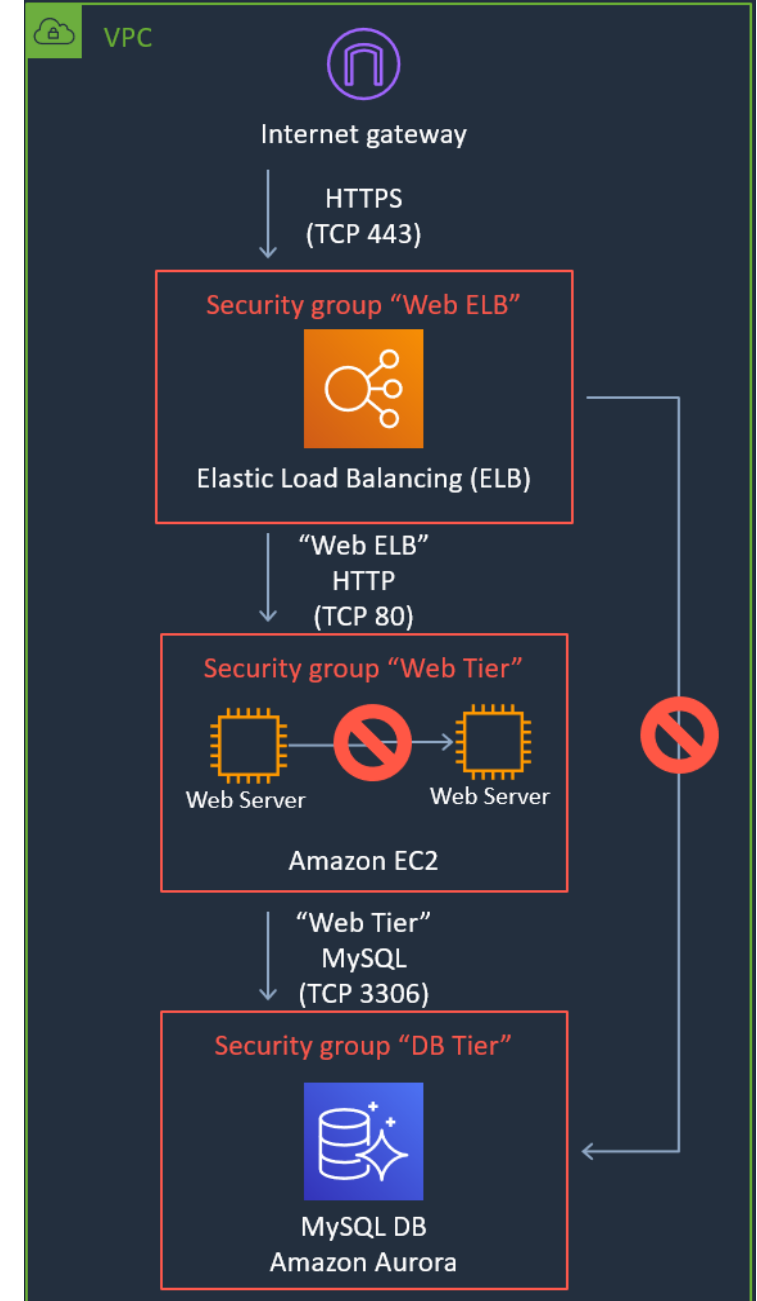 VPC
Internet gateway
HTTPS
(TCP 443)
Security group “Web ELB”
Elastic Load Balancing (ELB)
“Web ELB”
HTTP
(TCP 80)
Security group “Web Tier”
Web Server
Web Server
Amazon EC2
“Web Tier”
MySQL
(TCP 3306)
Security group “DB Tier”
MySQL DB
Amazon Aurora